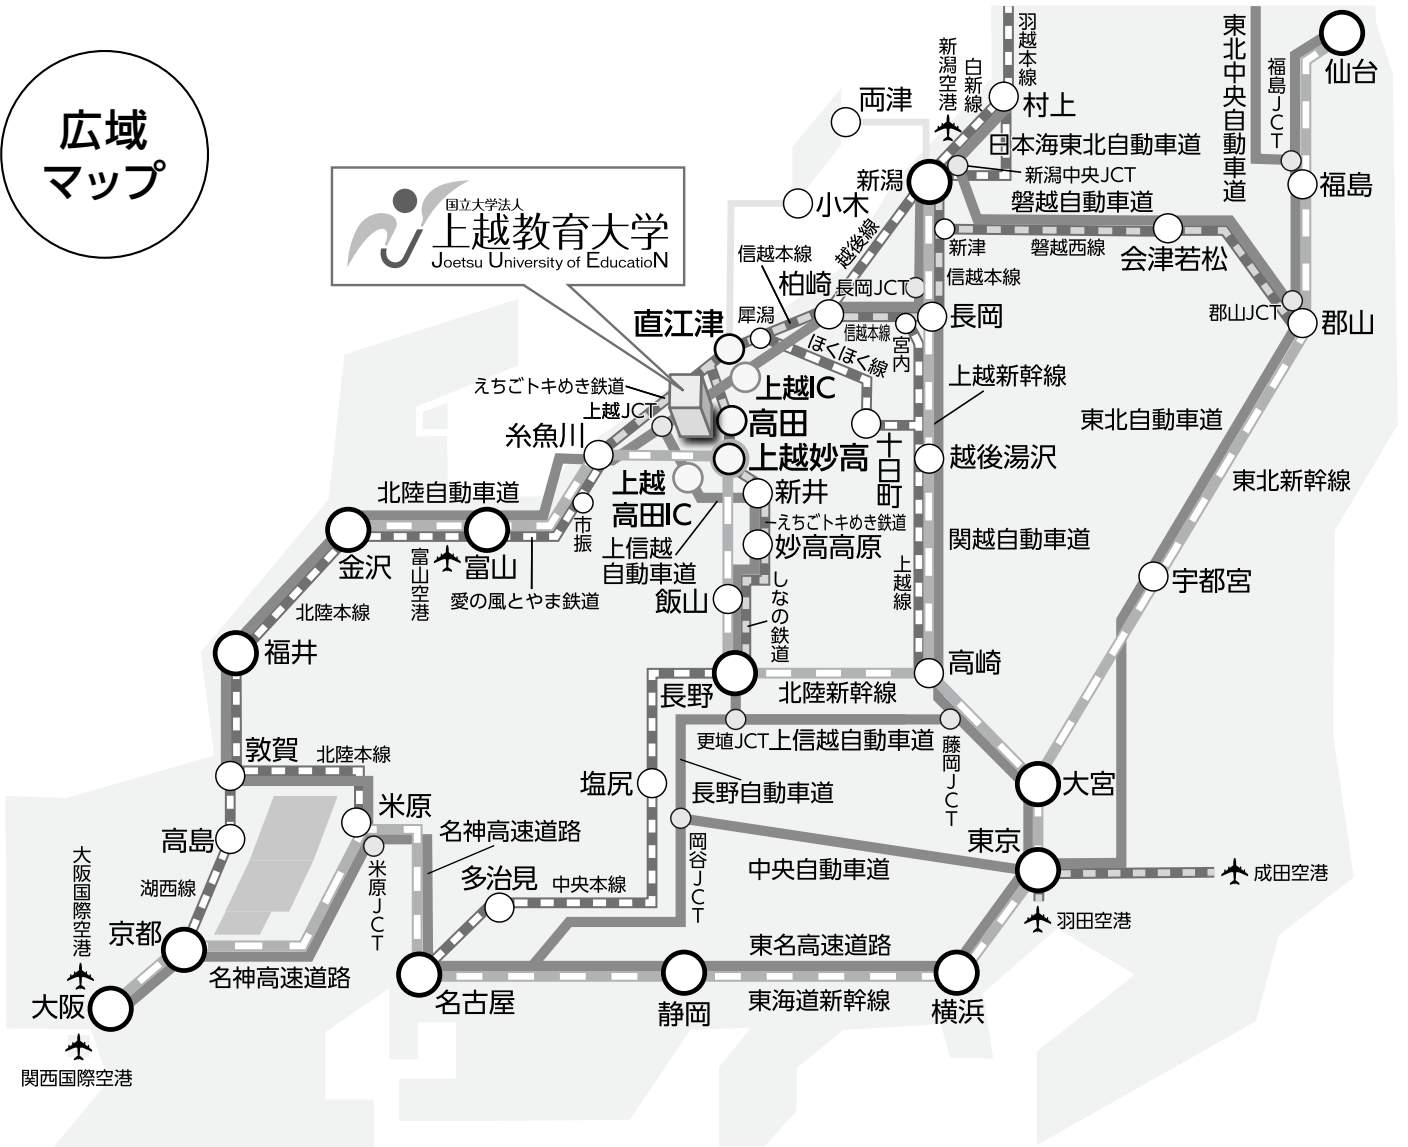 広域
マップ
国立大学法人
上越教育大学
Joetsu University of EducatioN
羽越本線
新潟空港
白新線
両津
村上
東北中央自動車道
福島JCT
仙台
日本海東北自動車道
新潟
新潟中央JCT
福島
小木
磐越自動車道
越後線
信越本線
新津
磐越西線
会津若松
柏崎
長岡JCT
信越本線
郡山JCT
郡山
直江津
犀潟
信越本線
宮内
長岡
ほくほく線
えちごトキめき鉄道
上越IC
上越新幹線
上越JCT
高田
東北自動車道
糸魚川
上越妙高
十日町
越後湯沢
上越
高田IC
新井
東北新幹線
北陸自動車道
市振
えちごトキめき鉄道
上信越
自動車道
妙高高原
関越自動車道
金沢
富山空港
富山
愛の風とやま鉄道
上越線
宇都宮
飯山
しなの鉄道
北陸本線
福井
長野
北陸新幹線
高崎
更埴JCT
上信越自動車道
藤岡JCT
敦賀
北陸本線
塩尻
長野自動車道
大宮
米原
高島
名神高速道路
岡谷JCT
東京
大阪国際空港
湖西線
米原JCT
多治見
中央本線
中央自動車道
成田空港
京都
名神高速道路
東名高速道路
羽田空港
大阪
名古屋
静岡
東海道新幹線
横浜
関西国際空港